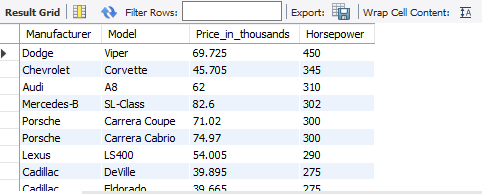 Result Grid Filter Rows: Export: Wrap Cell Content: IA
Manufacturer Model Price_in_thousands Horsepower
Dodge Viper 69.725 450
Chevrolet Corvette 45.705 345
Audi A8 62 310
Mercedes-B SL-Class 82.6 302
Porsche Carrera Coupe 71.02 300
Porsche Carrera Cabrio 74.97 300
Lexus LS400 54.005 290
Cadillac DeVille 39.895 275
Cadillac Eldorado 39.665 275